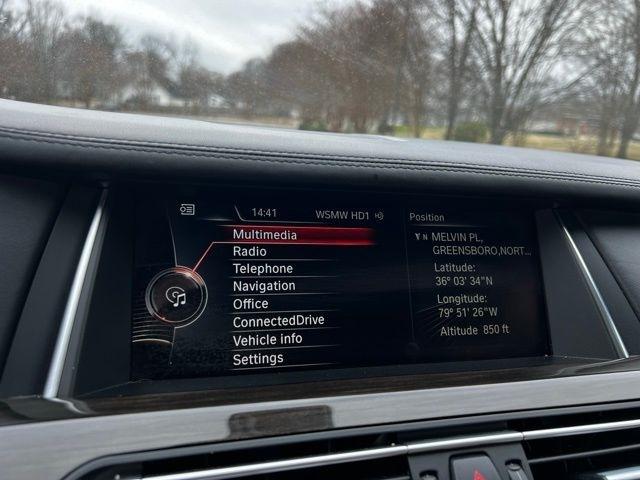 14:41 WSMW HD1
Position
Multimedia
Radio
Telephone
Navigation
Office
ConnectedDrive
Vehicle info
Settings
N MELVIN PL,
GREENSBORO,NORT...
Latitude:
36° 03' 34"N
Longitude:
79° 51' 26"W
Altitude 850 ft